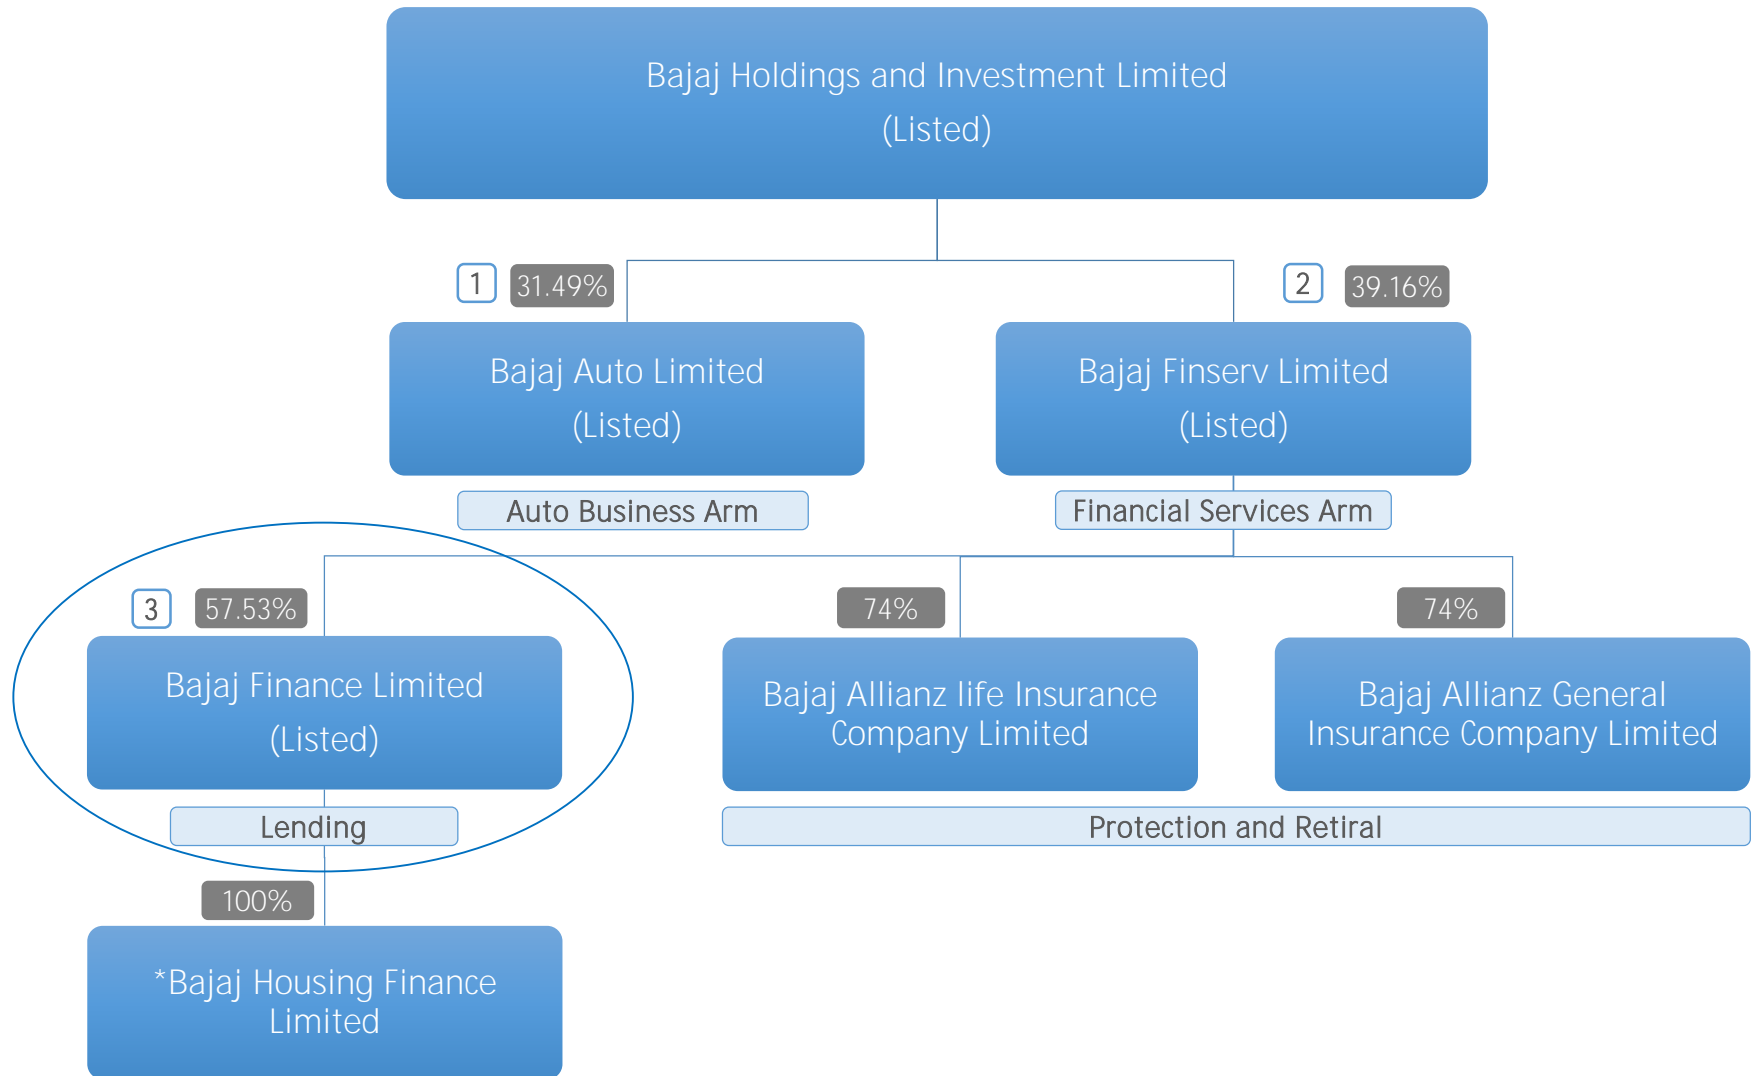 Bajaj Holdings and Investment Limited
(Listed)
1
31.49%
2
39.16%
Bajaj Auto Limited
(Listed)
Bajaj Finserv Limited
(Listed)
Auto Business Arm
Financial Services Arm
3
57.53%
74%
74%
Bajaj Finance Limited
(Listed)
Bajaj Allianz life Insurance
Company Limited
Bajaj Allianz General
Insurance Company Limited
Lending
Protection and Retiral
100%
*Bajaj Housing Finance
Limited